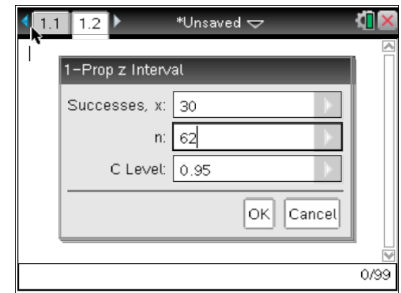 1.1 1.2 *Unsaved
1-Prop z Interval
Successes, x: 30
n: 62
C Level: 0.95
OK Cancel
0/99